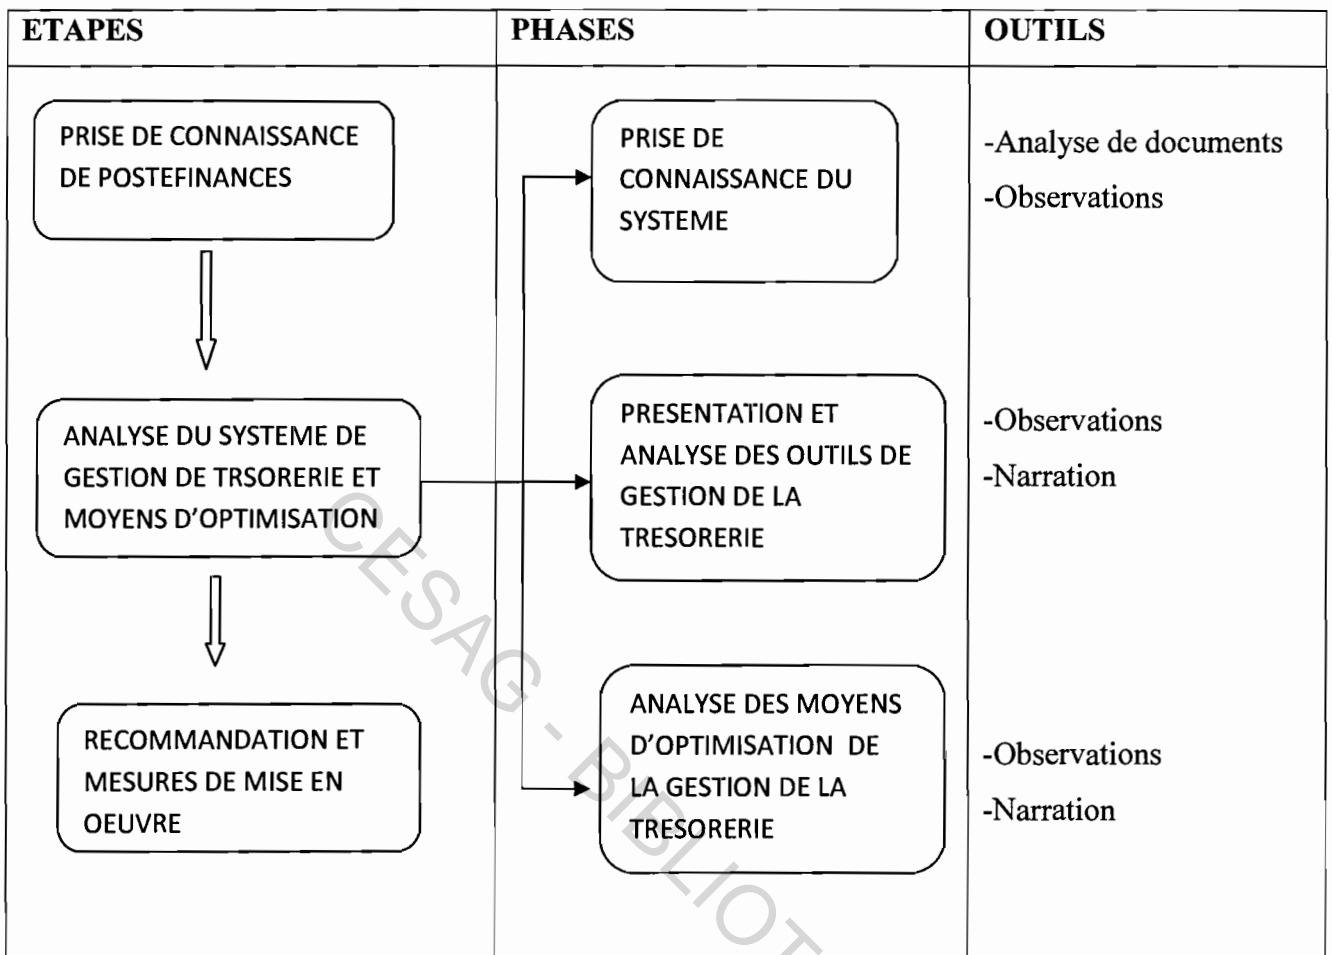 ETAPES
PHASES
OUTILS
PRISE DE CONNAISSANCE
DE POSTEFINANCES
PRISE DE
CONNAISSANCE DU
SYSTEME
-Analyse de documents
-Observations
ANALYSE DU SYSTEME DE
GESTION DE TRSORERIE ET
MOYENS D'OPTIMISATION
PRESENTATION ET
ANALYSE DES OUTILS DE
GESTION DE LA
TRESORERIE
-Observations
-Narration
RECOMMANDATION ET
MESURES DE MISE EN
OEUVRE
ANALYSE DES MOYENS
D'OPTIMISATION DE
LA GESTION DE LA
TRESORERIE
-Observations
-Narration
CESAG - BIBLIOT